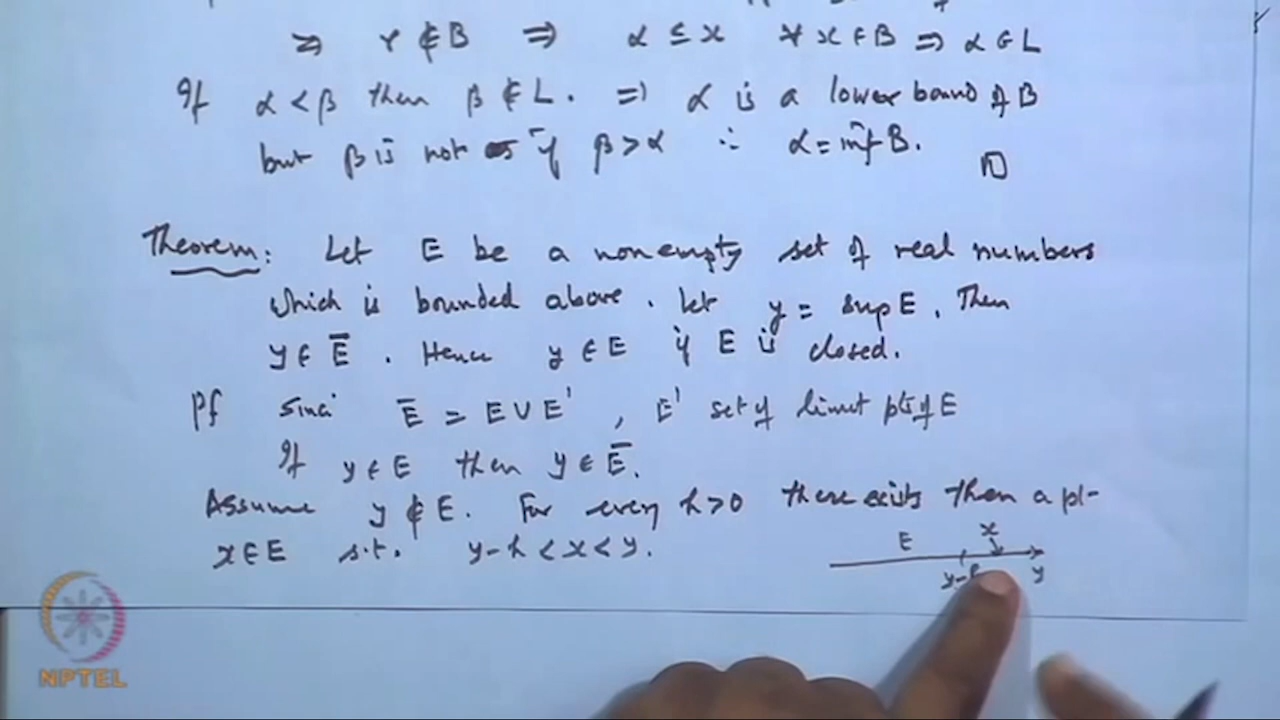 ⇒ γ ∉ B ⇒ α ≤ x ∀ x ∈ B ⇒ α ∈ L
If α < β then β ∉ L. ⇒ α is a lower bound of B
but β is not if β > α ∴ α = inf B.
Theorem: Let E be a nonempty set of real numbers
which is bounded above. Let y = sup E. Then
y ∈ E̅. Hence y ∈ E if E is closed.
Pf Since E̅ = E ∪ E', E' set of limit pts of E
If y ∈ E then y ∈ E̅.
Assume y ∉ E. For every h>0 there exists then a pt-
x ∈ E s.t. y-h < x < y.
E x
y-h y
NPTEL